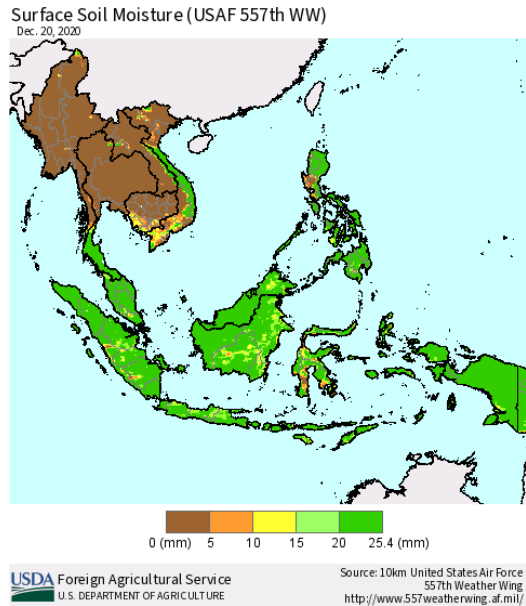 Surface Soil Moisture (USAF 557th WW)
Dec. 20, 2020
0 (mm) 5 10 15 20 25.4 (mm)
USDA Foreign Agricultural Service
U.S. DEPARTMENT OF AGRICULTURE
Source: 10km United States Air Force
557th Weather Wing
http://www.557weatherwing.af.mil/